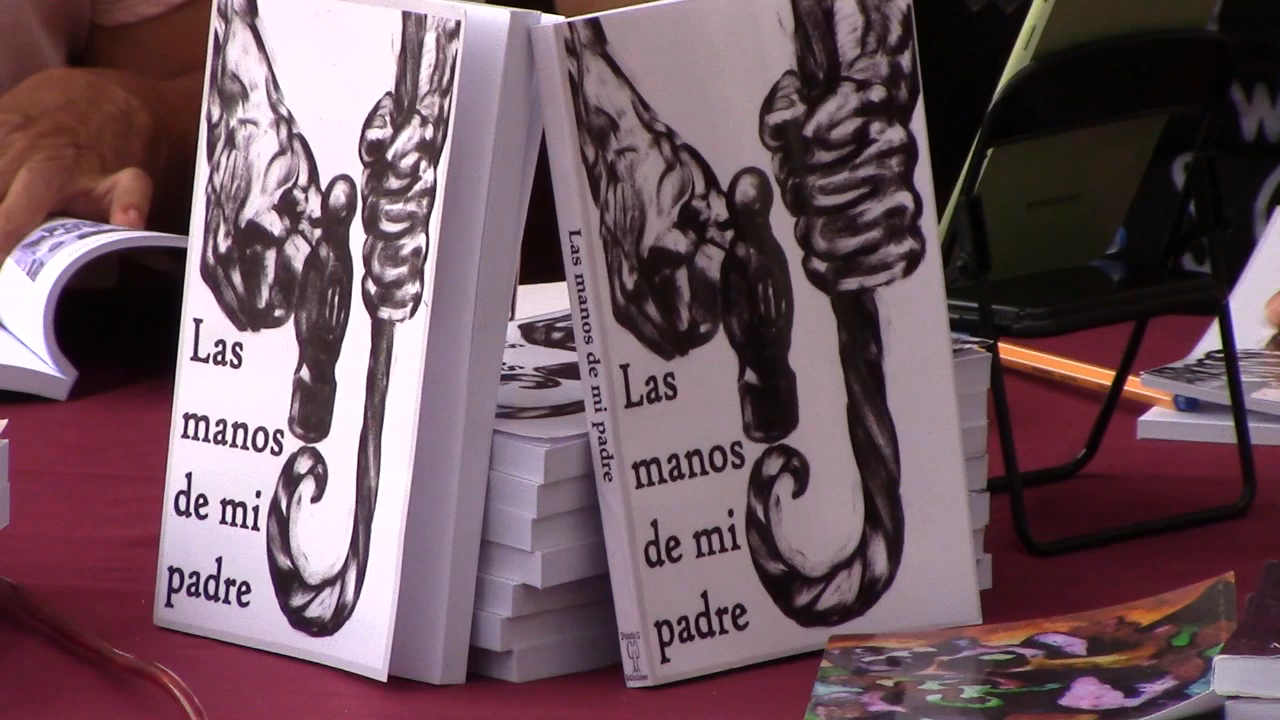 Las
manos
de mi
padre
Las manos de mi padre
Las
manos
de mi
padre